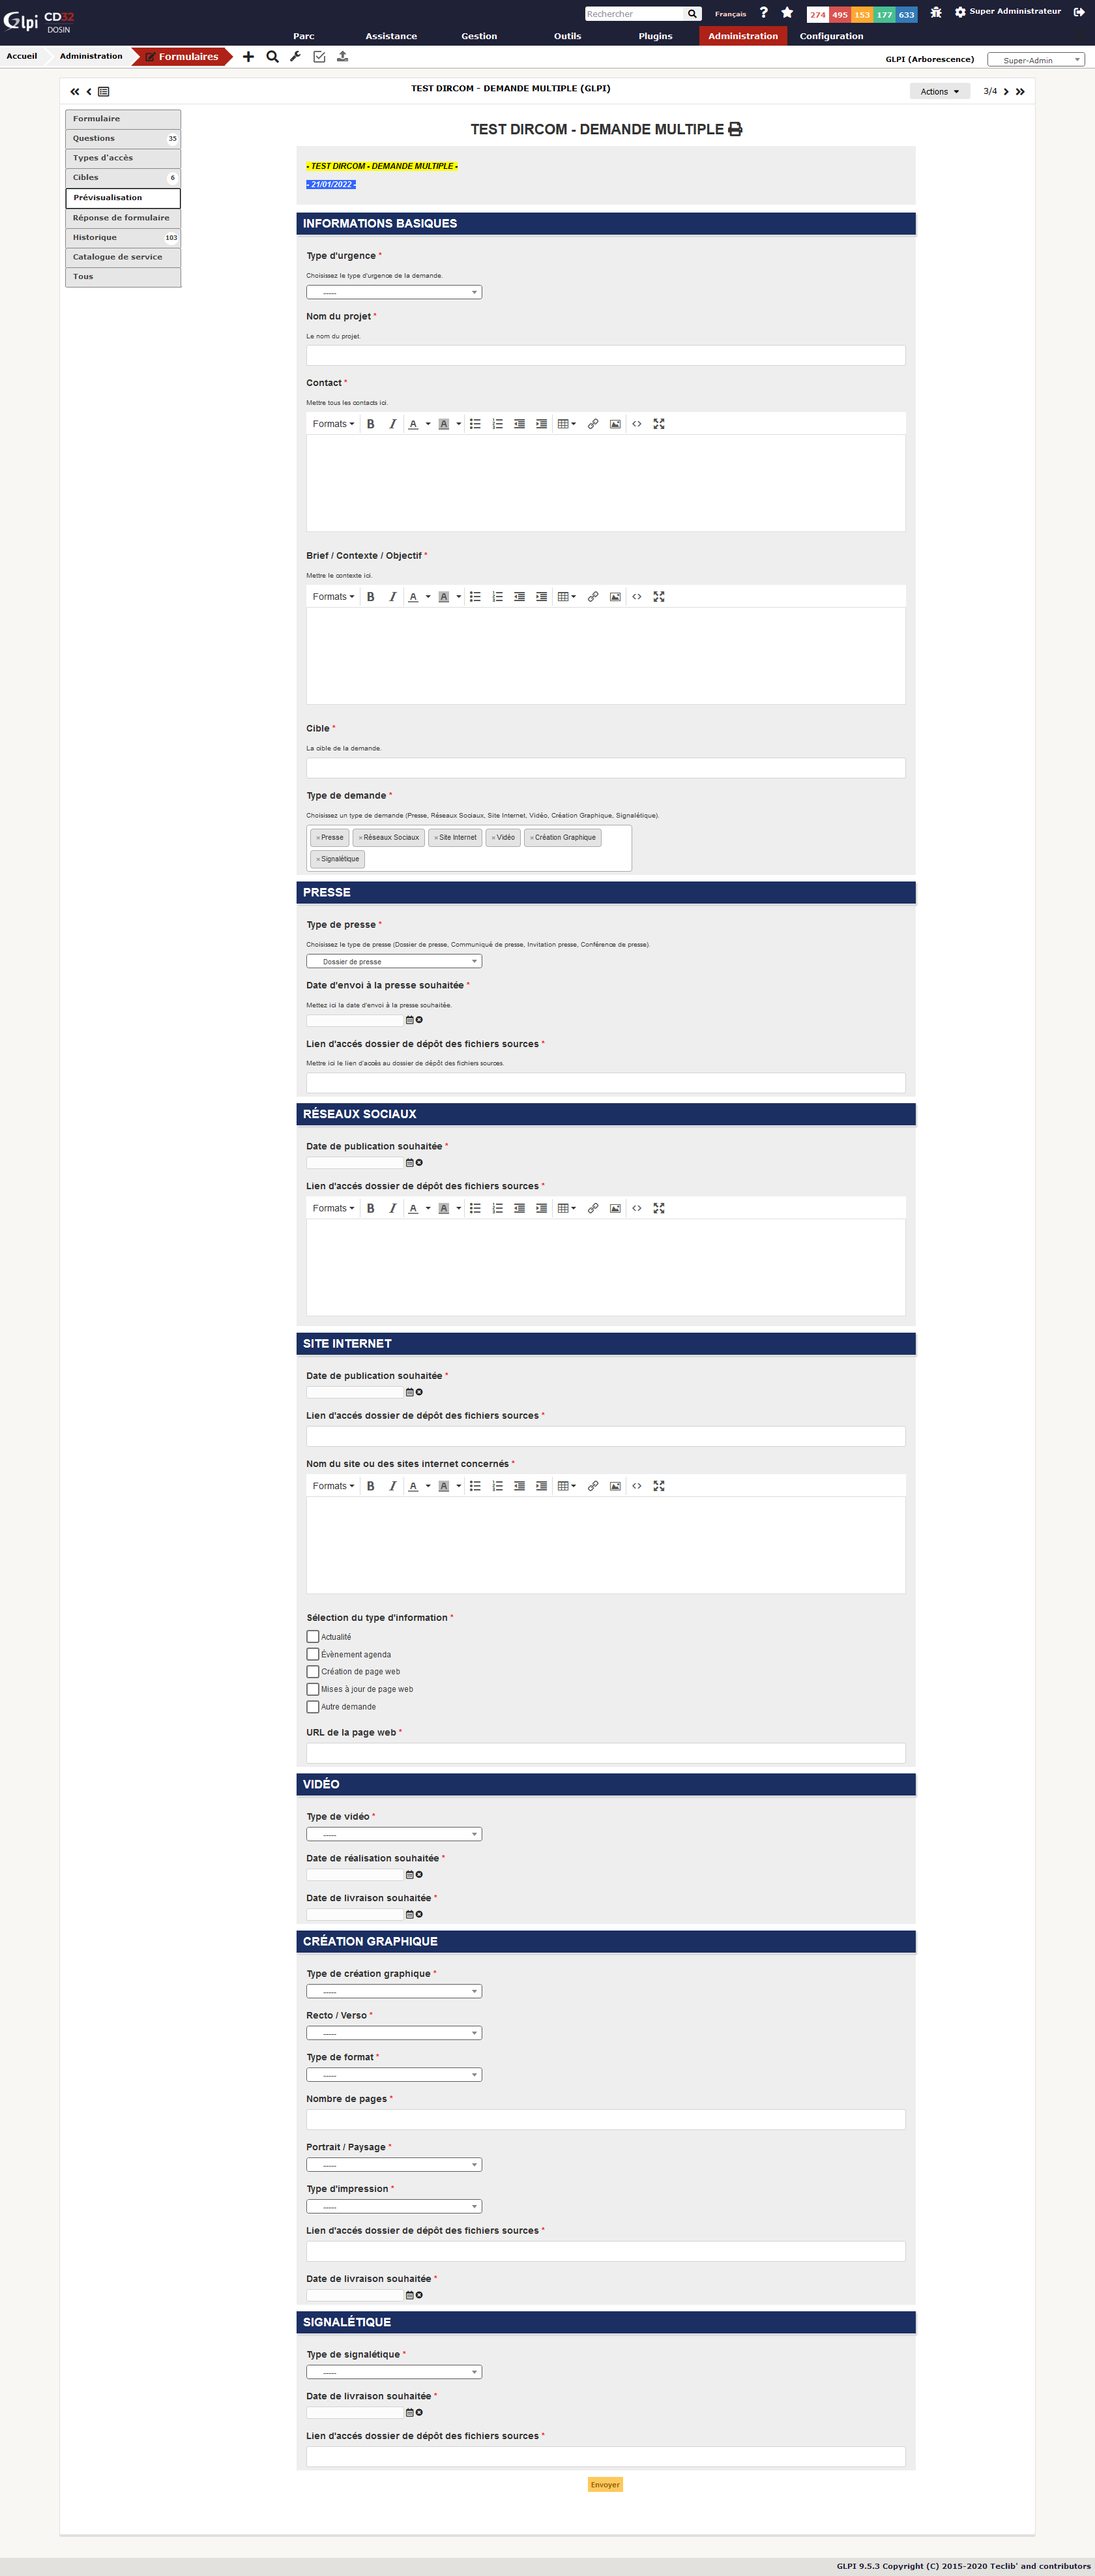 Glpi CD32 DOSIN
Rechercher Français ? 274 495 153 177 633 Super Administrateur
Parc Assistance Gestion Outils Plugins Administration Configuration
Accueil Administration Formulaires GLPI (Arborescence) Super-Admin
TEST DIRCOM - DEMANDE MULTIPLE (GLPI) Actions 3/4
Formulaire
Questions 35
Types d'accès
Cibles 6
Prévisualisation
Réponse de formulaire
Historique 103
Catalogue de service
Tous
TEST DIRCOM - DEMANDE MULTIPLE
- TEST DIRCOM - DEMANDE MULTIPLE -
- 21/01/2022 -
INFORMATIONS BASIQUES
Type d'urgence *
Choisissez le type d'urgence de la demande.
-----
Nom du projet *
Le nom du projet.
Contact *
Mettre tous les contacts ici.
Formats B I A A
Brief / Contexte / Objectif *
Mettre le contexte ici.
Formats B I A A
Cible *
La cible de la demande.
Type de demande *
Choisissez un type de demande (Presse, Réseaux Sociaux, Site Internet, Vidéo, Création Graphique, Signalétique).
×Presse ×Réseaux Sociaux ×Site Internet ×Vidéo ×Création Graphique
×Signalétique
PRESSE
Type de presse *
Choisissez le type de presse (Dossier de presse, Communiqué de presse, Invitation presse, Conférence de presse).
Dossier de presse
Date d'envoi à la presse souhaitée *
Mettez ici la date d'envoi à la presse souhaitée.
Lien d'accés dossier de dépôt des fichiers sources *
Mettre ici le lien d'accès au dossier de dépôt des fichiers sources.
RÉSEAUX SOCIAUX
Date de publication souhaitée *
Lien d'accés dossier de dépôt des fichiers sources *
Formats B I A A
SITE INTERNET
Date de publication souhaitée *
Lien d'accés dossier de dépôt des fichiers sources *
Nom du site ou des sites internet concernés *
Formats B I A A
Sélection du type d'information *
Actualité
Évènement agenda
Création de page web
Mises à jour de page web
Autre demande
URL de la page web *
VIDÉO
Type de vidéo *
-----
Date de réalisation souhaitée *
Date de livraison souhaitée *
CRÉATION GRAPHIQUE
Type de création graphique *
-----
Recto / Verso *
-----
Type de format *
-----
Nombre de pages *
Portrait / Paysage *
-----
Type d'impression *
-----
Lien d'accés dossier de dépôt des fichiers sources *
Date de livraison souhaitée *
SIGNALÉTIQUE
Type de signalétique *
-----
Date de livraison souhaitée *
Lien d'accés dossier de dépôt des fichiers sources *
Envoyer
GLPI 9.5.3 Copyright (C) 2015-2020 Teclib' and contributors